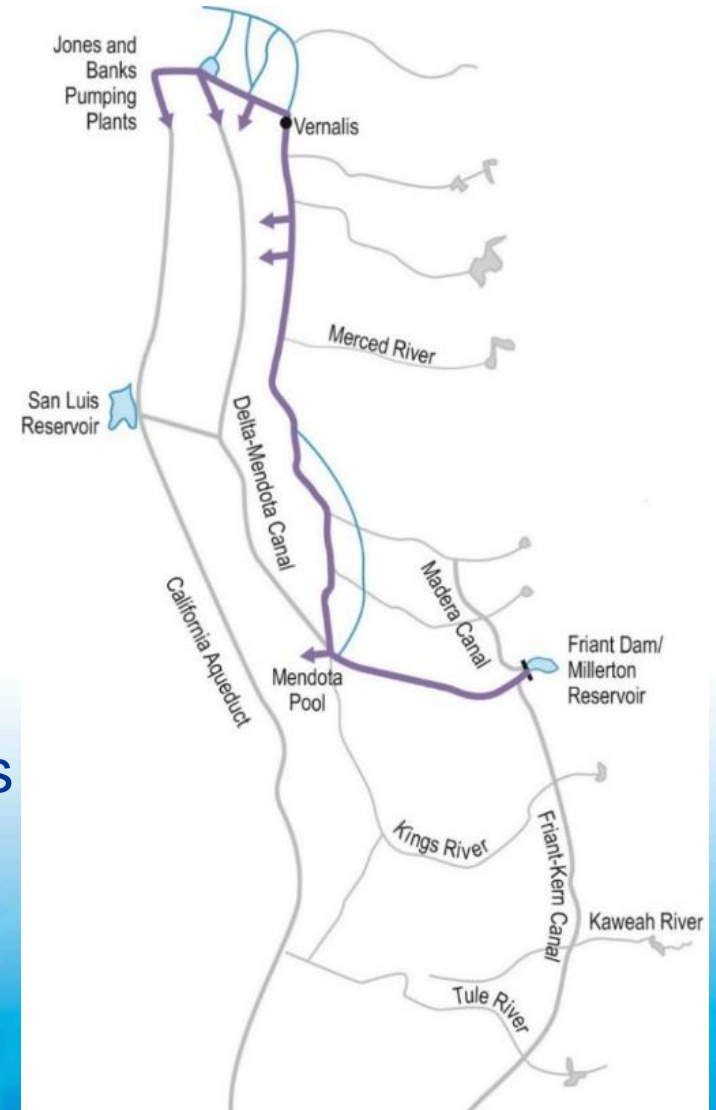 Jones and
Banks
Pumping
Plants
Vernalis
Merced River
San Luis
Reservoir
Delta-Mendota Canal
Madera Canal
California Aqueduct
Friant Dam/
Millerton
Reservoir
Mendota
Pool
s
Kings River
Friant-Kern Canal
Kaweah River
Tule River